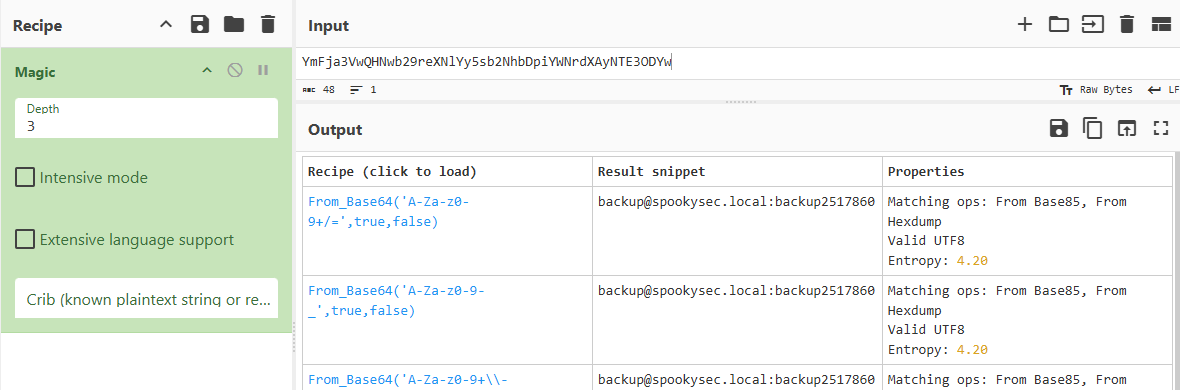 Recipe
Magic
Depth
3
Intensive mode
Extensive language support
Crib (known plaintext string or re...
Input
YmFja3VwQHNwb29reXNlYy5sb2NhbDpiYWNrdXAyNTE3ODYw
ABC 48 1
Tт Raw Bytes LF
Output
Recipe (click to load) Result snippet Properties
From_Base64('A-Za-z0-
9+/=',true,false)
backup@spookysec.local:backup2517860
Matching ops: From Base85, From
Hexdump
Valid UTF8
Entropy: 4.20
From_Base64('A-Za-z0-9-
_',true,false)
backup@spookysec.local:backup2517860
Matching ops: From Base85, From
Hexdump
Valid UTF8
Entropy: 4.20
From_Base64('A-Za-z0-9+\\-
backup@spookysec.local:backup2517860
Matching ops: From Base85, From